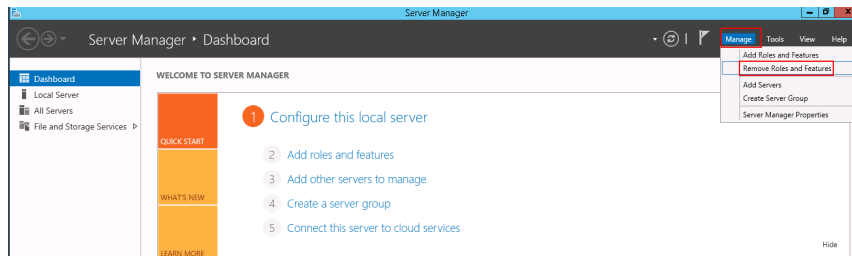 Server Manager
Server Manager ‣ Dashboard
Manage Tools View Help
Add Roles and Features
Remove Roles and Features
Add Servers
Create Server Group
Server Manager Properties
Dashboard
Local Server
All Servers
File and Storage Services
WELCOME TO SERVER MANAGER
QUICK START
WHAT'S NEW
LEARN MORE
1 Configure this local server
2 Add roles and features
3 Add other servers to manage
4 Create a server group
5 Connect this server to cloud services
Hide